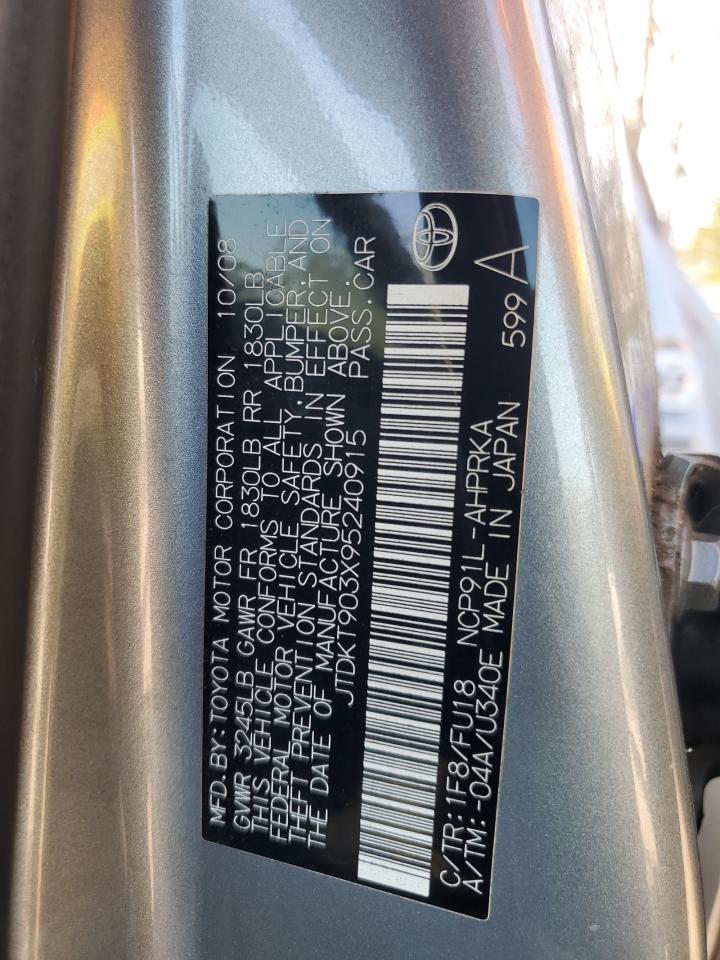 MFD.BY:TOYOTA MOTOR CORPORATION 10/08
GVWR 3245LB GAWR FR 1830LB RR 1830LB
THIS VEHICLE CONFORMS TO ALL APPLICABLE
FEDERAL MOTOR VEHICLE SAFETY,BUMPER,AND
THEFT PREVENTION STANDARDS IN EFFECT ON
THE DATE OF MANUFACTURE SHOWN ABOVE.
JTDKT903X95240915 PASS.CAR
C/TR:1F8/FU18 NCP91L-AHPRKA
A/TM:-04A/U340E MADE IN JAPAN 599 A